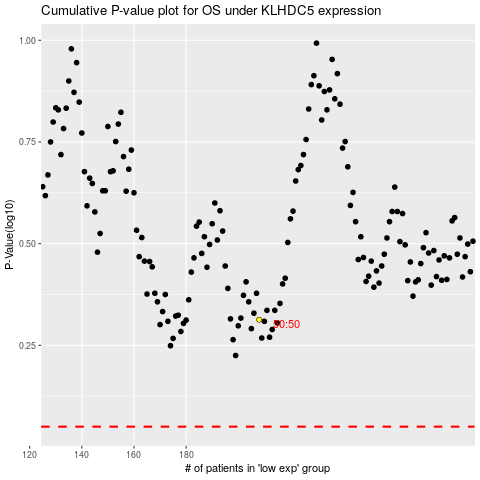 Cumulative P-value plot for OS under KLHDC5 expression
P-Value(log10)
1.00
0.75
0.50
0.25
50:50
120 140 160 180
# of patients in 'low exp' group